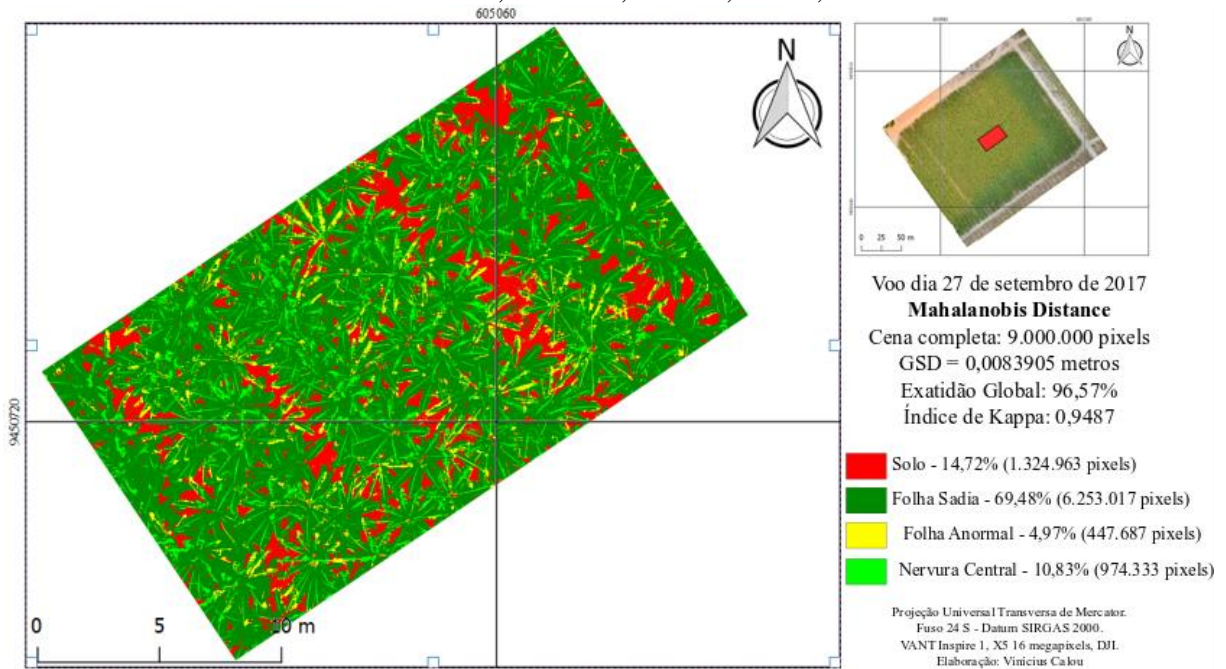 605060
N
N
9450720
0 5 10 m
0 25 50 m
Voo dia 27 de setembro de 2017
Mahalanobis Distance
Cena completa: 9.000.000 pixels
GSD = 0,0083905 metros
Exatidão Global: 96,57%
Índice de Kappa: 0,9487
Solo - 14,72% (1.324.963 pixels)
Folha Sadia - 69,48% (6.253.017 pixels)
Folha Anormal - 4,97% (447.687 pixels)
Nervura Central - 10,83% (974.333 pixels)
Projeção Universal Transversa de Mercator.
Fuso 24 S - Datum SIRGAS 2000.
VANT Inspire 1, X5 16 megapixels, DJI.
Elaboração: Vinicius Calou